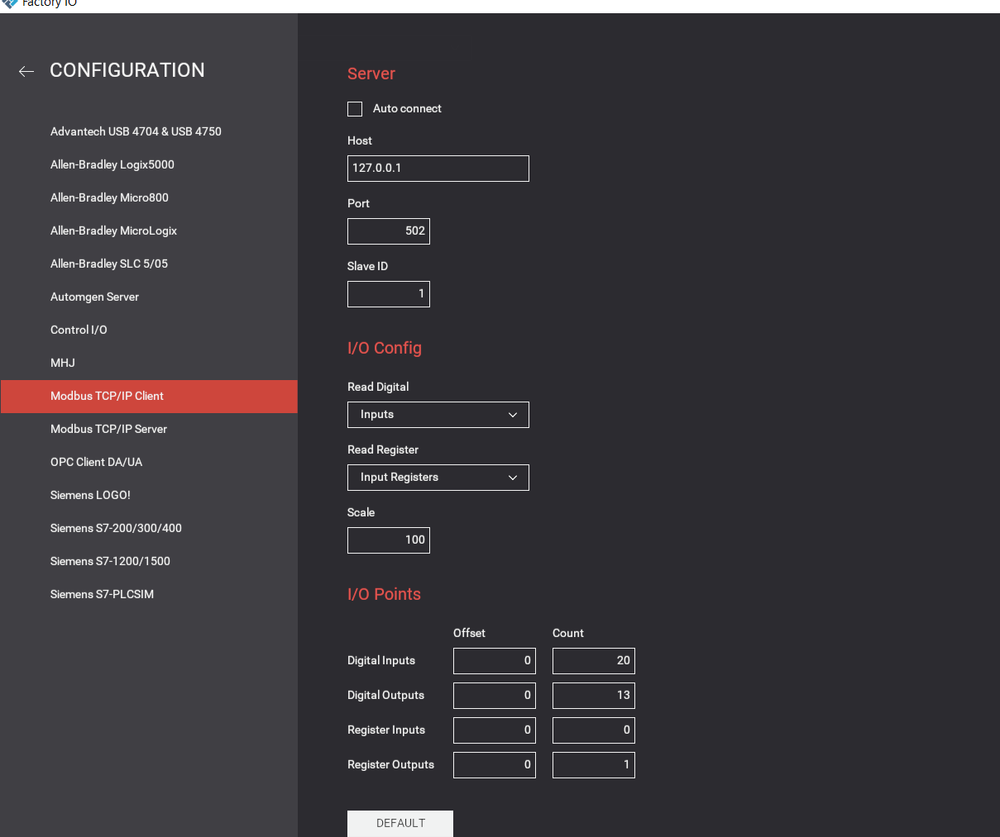 Factory IO
CONFIGURATION
Advantech USB 4704 & USB 4750
Allen-Bradley Logix5000
Allen-Bradley Micro800
Allen-Bradley MicroLogix
Allen-Bradley SLC 5/05
Automgen Server
Control I/O
MHJ
Modbus TCP/IP Client
Modbus TCP/IP Server
OPC Client DA/UA
Siemens LOGO!
Siemens S7-200/300/400
Siemens S7-1200/1500
Siemens S7-PLCSIM
Server
Auto connect
Host
127.0.0.1
Port
502
Slave ID
1
I/O Config
Read Digital
Inputs
Read Register
Input Registers
Scale
100
I/O Points
Offset Count
Digital Inputs 0 20
Digital Outputs 0 13
Register Inputs 0 0
Register Outputs 0 1
DEFAULT